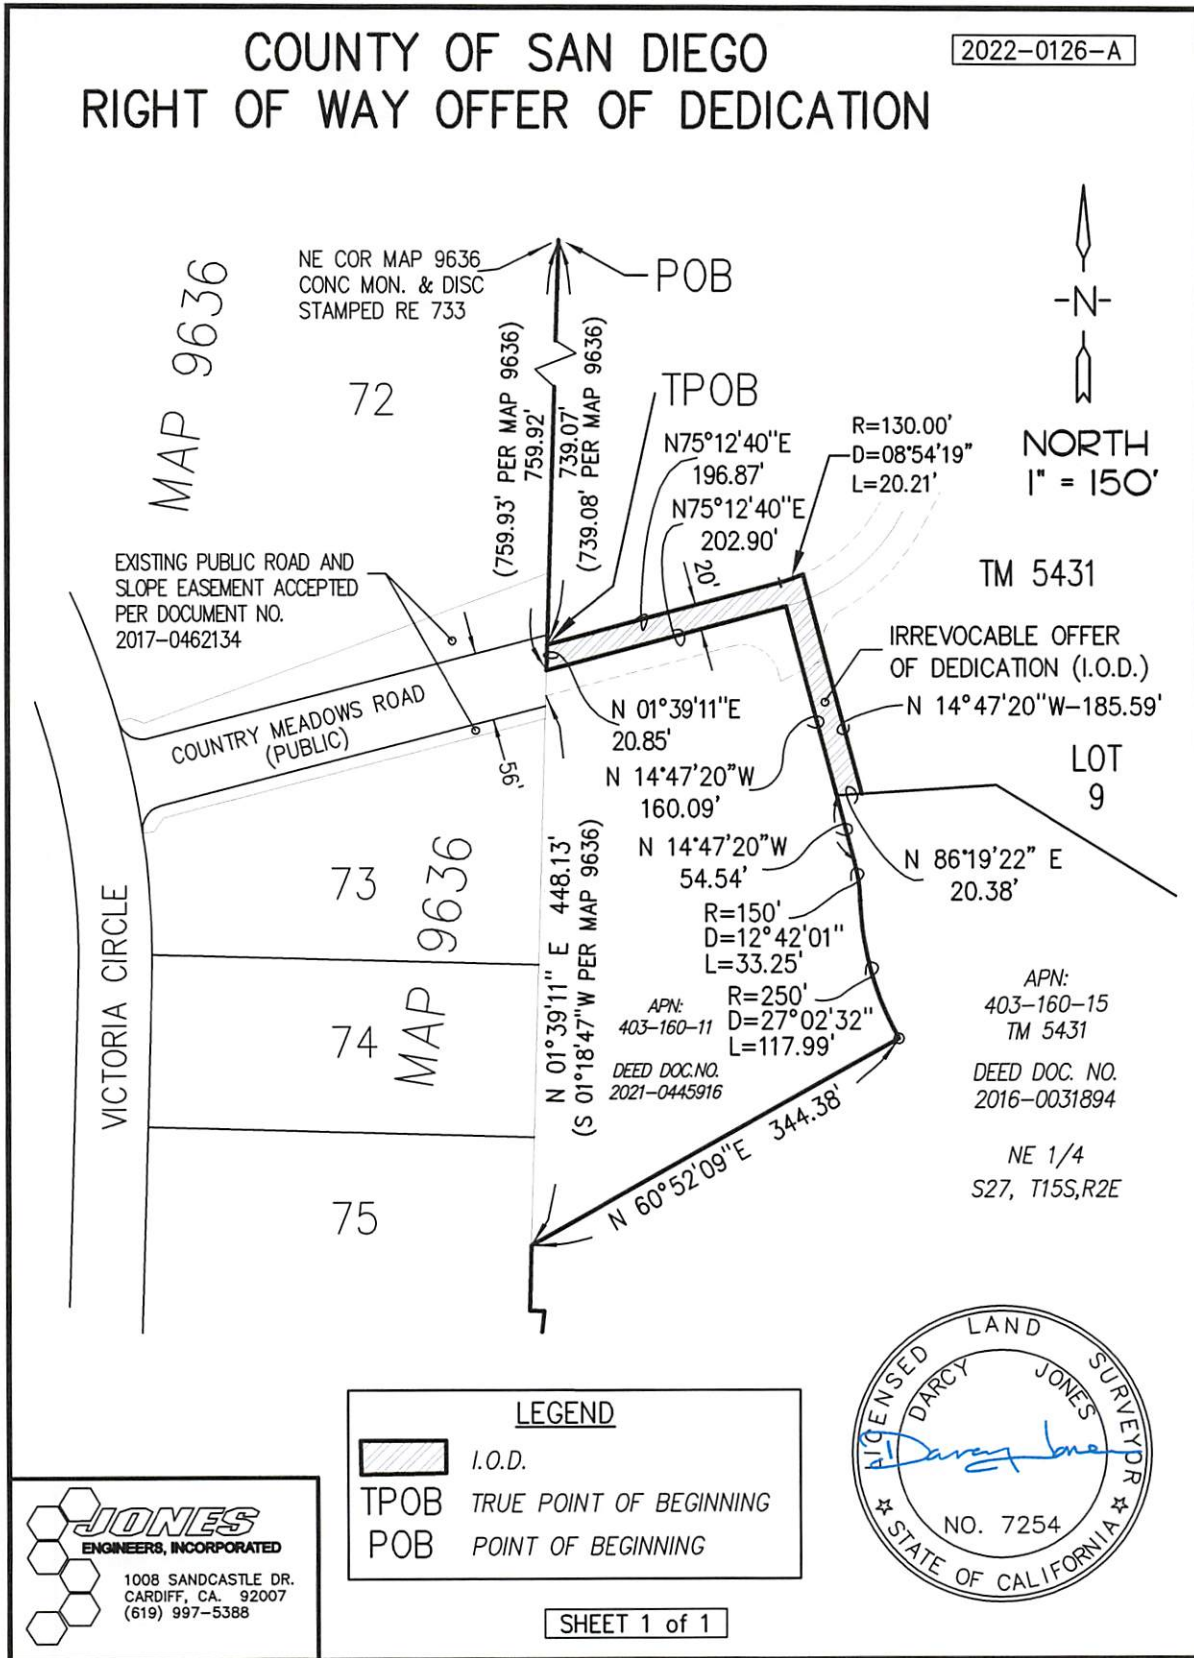 COUNTY OF SAN DIEGO
RIGHT OF WAY OFFER OF DEDICATION
2022-0126-A
NE COR MAP 9636
CONC MON. & DISC
STAMPED RE 733
POB
-N-
NORTH
1" = 150'
MAP 9636
72
(759.93' PER MAP 9636)
759.92'
739.07'
(739.08' PER MAP 9636)
TPOB
N75°12'40"E
196.87'
N75°12'40"E
202.90'
20'
R=130.00'
D=08°54'19"
L=20.21'
TM 5431
EXISTING PUBLIC ROAD AND
SLOPE EASEMENT ACCEPTED
PER DOCUMENT NO.
2017-0462134
IRREVOCABLE OFFER
OF DEDICATION (I.O.D.)
N 14°47'20"W-185.59'
COUNTRY MEADOWS ROAD
(PUBLIC)
56'
N 01°39'11"E
20.85'
N 14°47'20"W
160.09'
N 14°47'20"W
54.54'
LOT
9
N 86°19'22" E
20.38'
R=150'
D=12°42'01"
L=33.25'
R=250'
D=27°02'32"
L=117.99'
73
MAP 9636
74
75
VICTORIA CIRCLE
N 01°39'11" E 448.13'
(S 01°18'47"W PER MAP 9636)
APN:
403-160-11
DEED DOC.NO.
2021-0445916
APN:
403-160-15
TM 5431
DEED DOC. NO.
2016-0031894
NE 1/4
S27, T15S,R2E
N 60°52'09"E 344.38'
LEGEND
I.O.D.
TPOB TRUE POINT OF BEGINNING
POB POINT OF BEGINNING
SHEET 1 of 1
JONES
ENGINEERS, INCORPORATED
1008 SANDCASTLE DR.
CARDIFF, CA. 92007
(619) 997-5388
LICENSED LAND SURVEYOR
DARCY JONES
Darcy Jones
NO. 7254
STATE OF CALIFORNIA